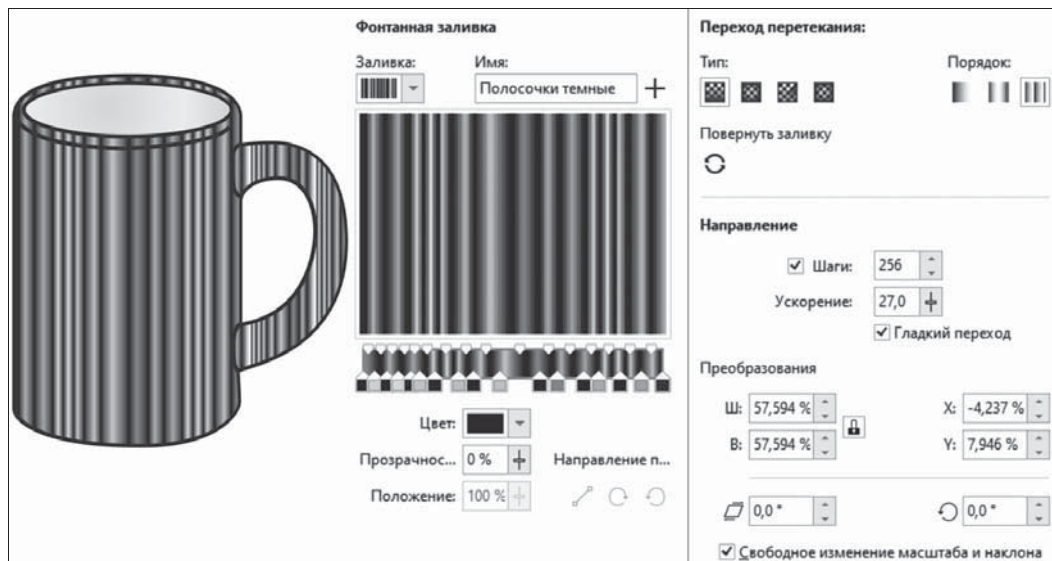 Фонтанная заливка
Заливка:
Имя:
Полосочки темные
Цвет:
Прозрачнос...
0 %
Направление п...
Положение:
100 %
Переход перетекания:
Тип:
Порядок:
Повернуть заливку
Направление
Шаги:
256
Ускорение:
27,0
Гладкий переход
Преобразования
Ш: 57,594 %
X: -4,237 %
В: 57,594 %
Y: 7,946 %
0,0 °
0,0 °
Свободное изменение масштаба и наклона